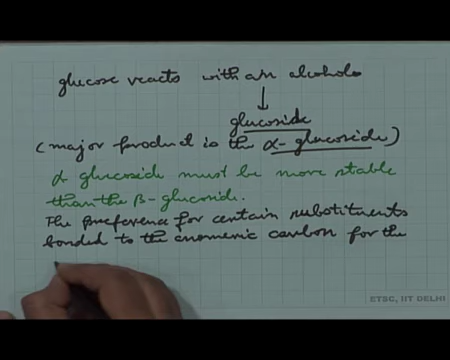 glucose reacts with an alcohol
↓
glucoside
(major product is the α-glucoside)
α glucoside must be more stable
than the β-glucoside.
The preference for certain substituents
bonded to the anomeric carbon for the
ETSC, IIT DELHI